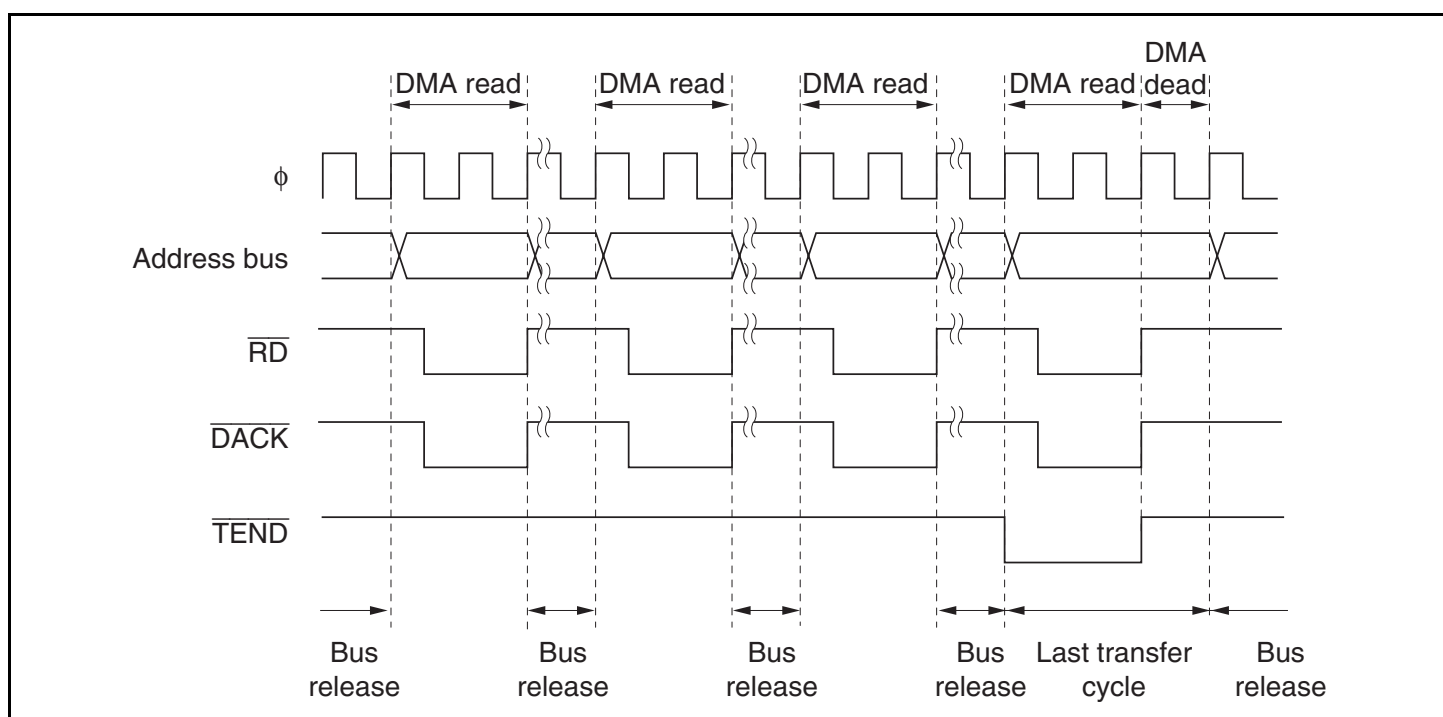 DMA read
DMA read
DMA read
DMA read
DMA
dead
ϕ
Address bus
RD
DACK
TEND
Bus
release
Bus
release
Bus
release
Bus
release
Last transfer
cycle
Bus
release